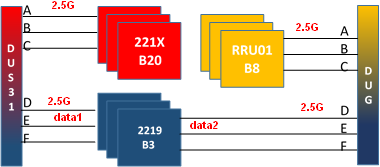 A 2.5G
B
C
DUS31
221X
B20
RRU01
B8
2.5G A
B
C
DUG
D 2.5G
E data1
F
2219
B3
2.5G D
data2 E
F